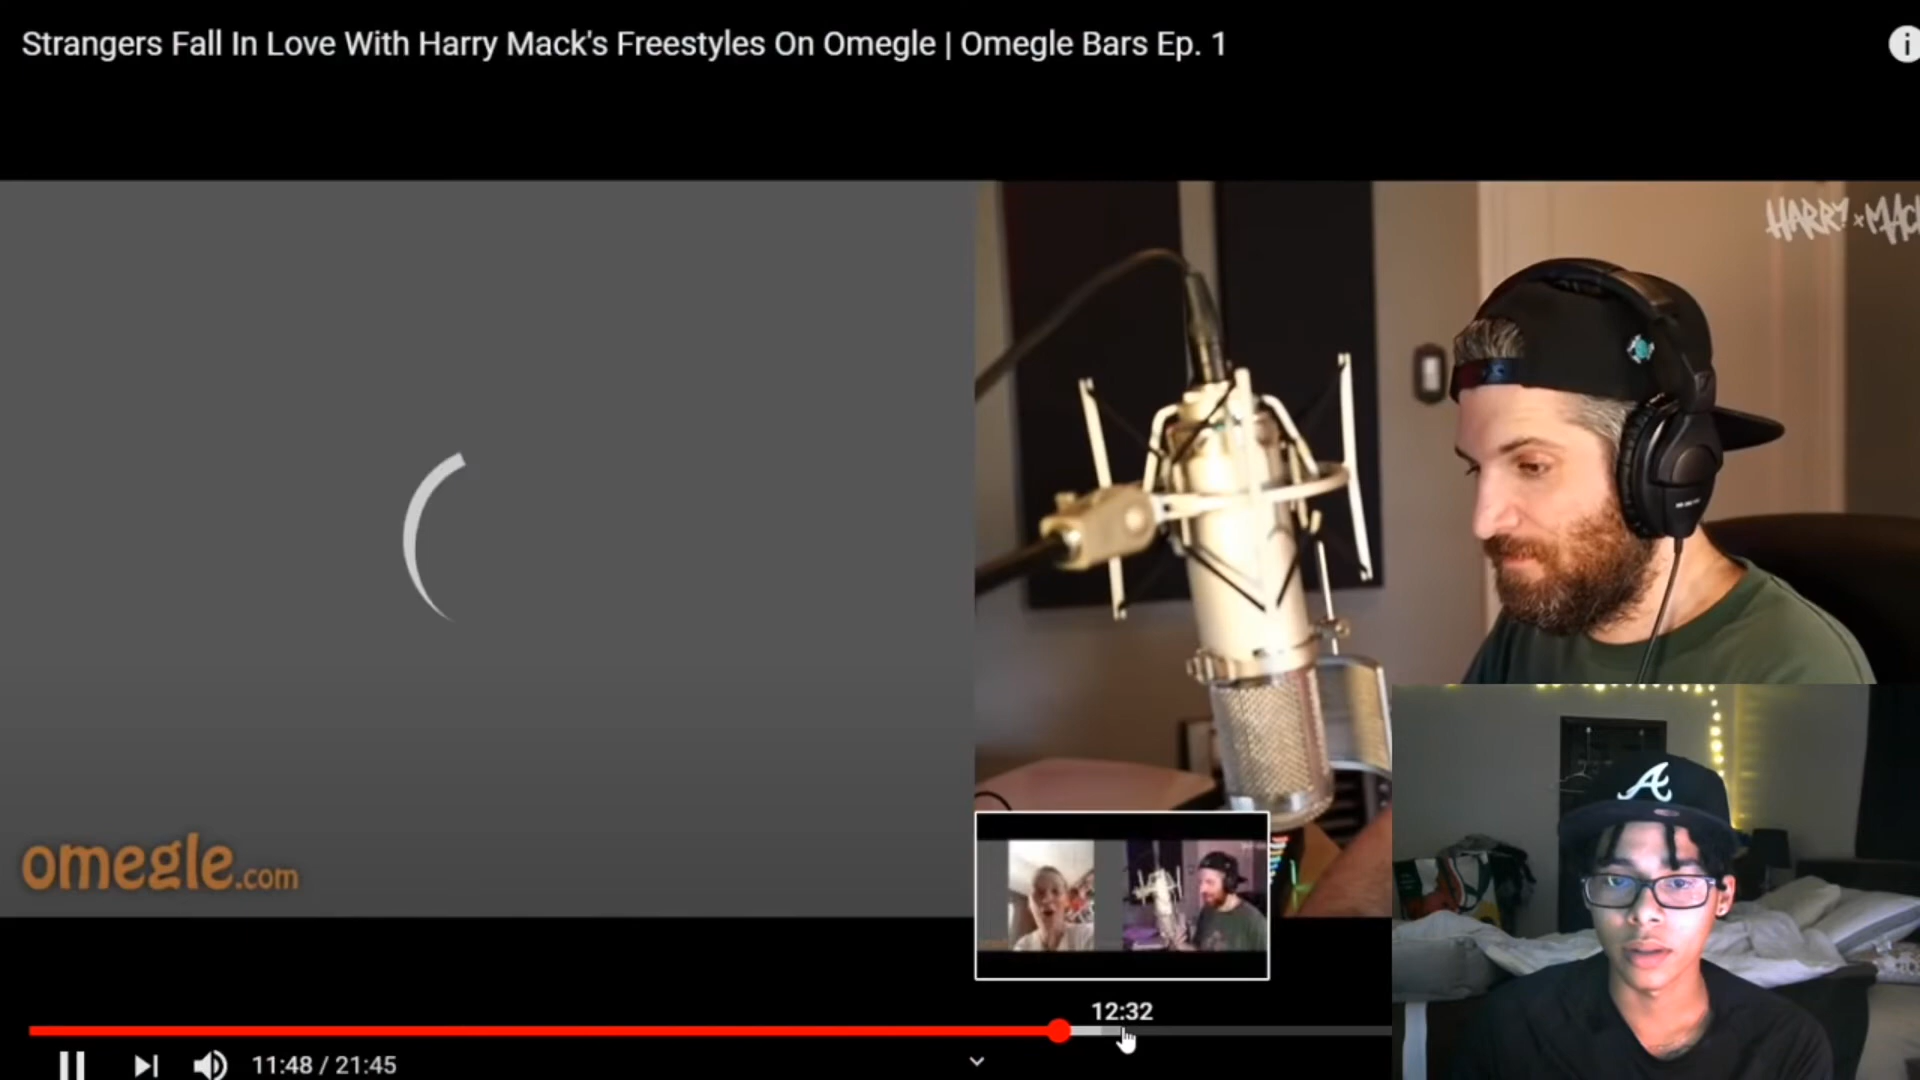 Strangers Fall In Love With Harry Mack's Freestyles On Omegle | Omegle Bars Ep. 1
i
HARRY x MAC
omegle.com
A
12:32
11:48 / 21:45